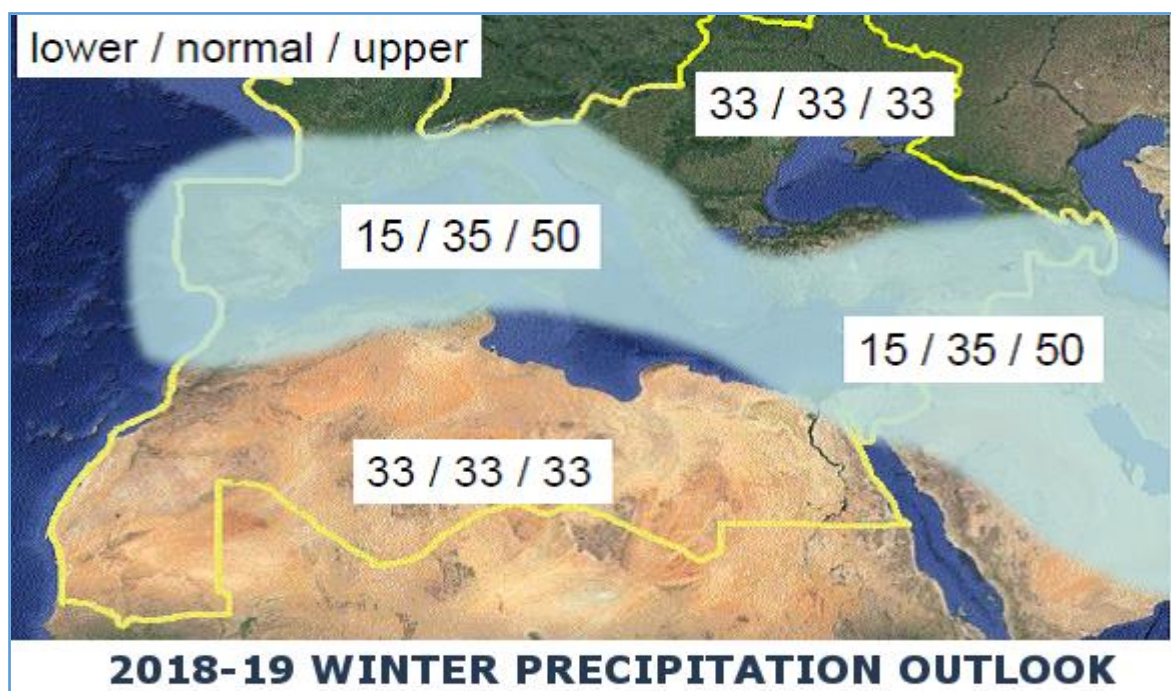 lower / normal / upper
33 / 33 / 33
15 / 35 / 50
15 / 35 / 50
33 / 33 / 33
2018-19 WINTER PRECIPITATION OUTLOOK